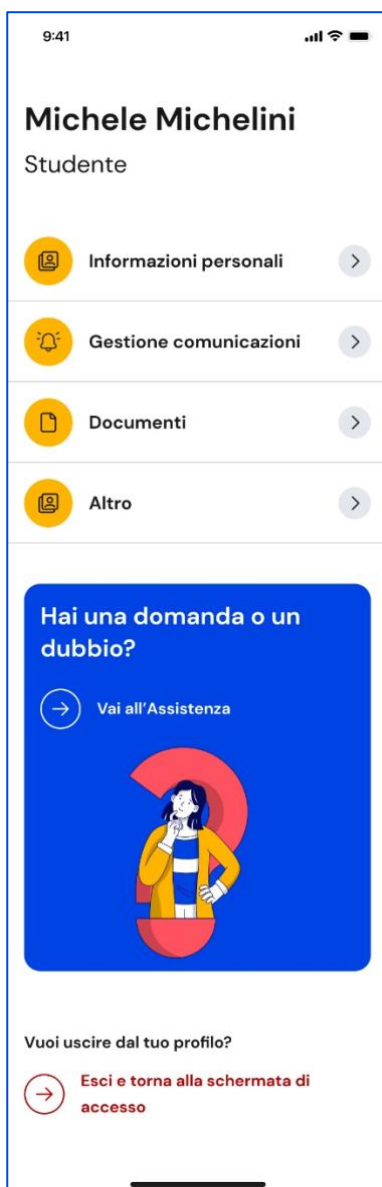 9:41
Michele Michelini
Studente
Informazioni personali
Gestione comunicazioni
Documenti
Altro
Hai una domanda o un
dubbio?
Vai all’Assistenza
Vuoi uscire dal tuo profilo?
Esci e torna alla schermata di
accesso